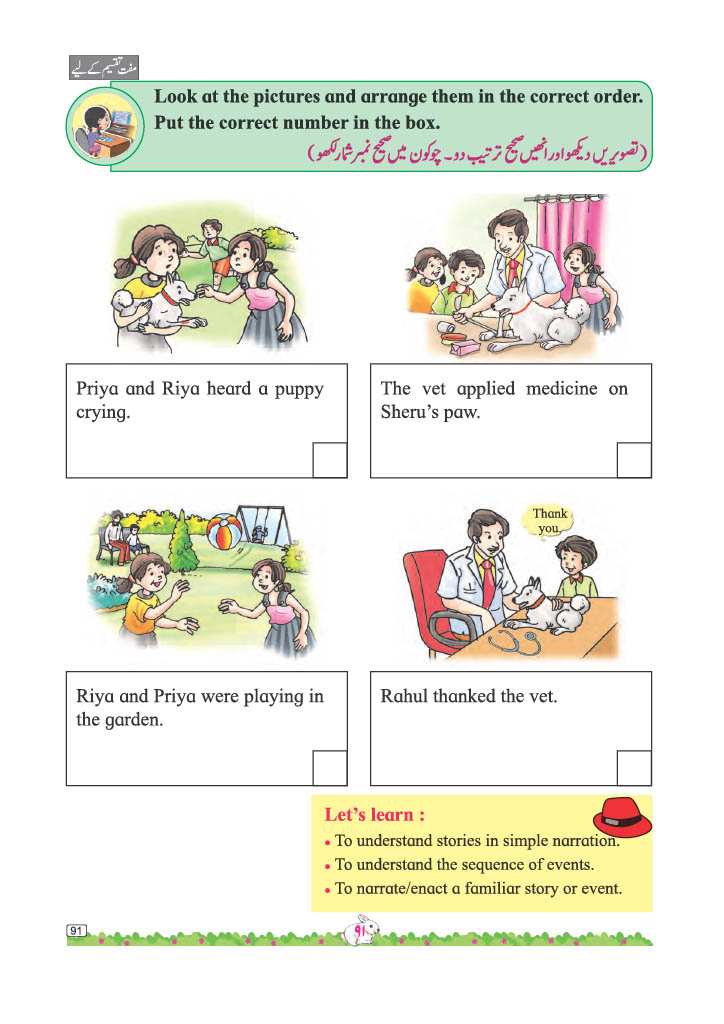 مفت تقسیم کے لیے
Look at the pictures and arrange them in the correct order.
Put the correct number in the box.
(تصویریں دیکھو اور انھیں صحیح ترتیب دو۔ چوکون میں صحیح نمبر شمار لکھو)
Priya and Riya heard a puppy
crying.
The vet applied medicine on
Sheru’s paw.
Thank
you.
Riya and Priya were playing in
the garden.
Rahul thanked the vet.
Let’s learn :
• To understand stories in simple narration.
• To understand the sequence of events.
• To narrate/enact a familiar story or event.
91
۹۱